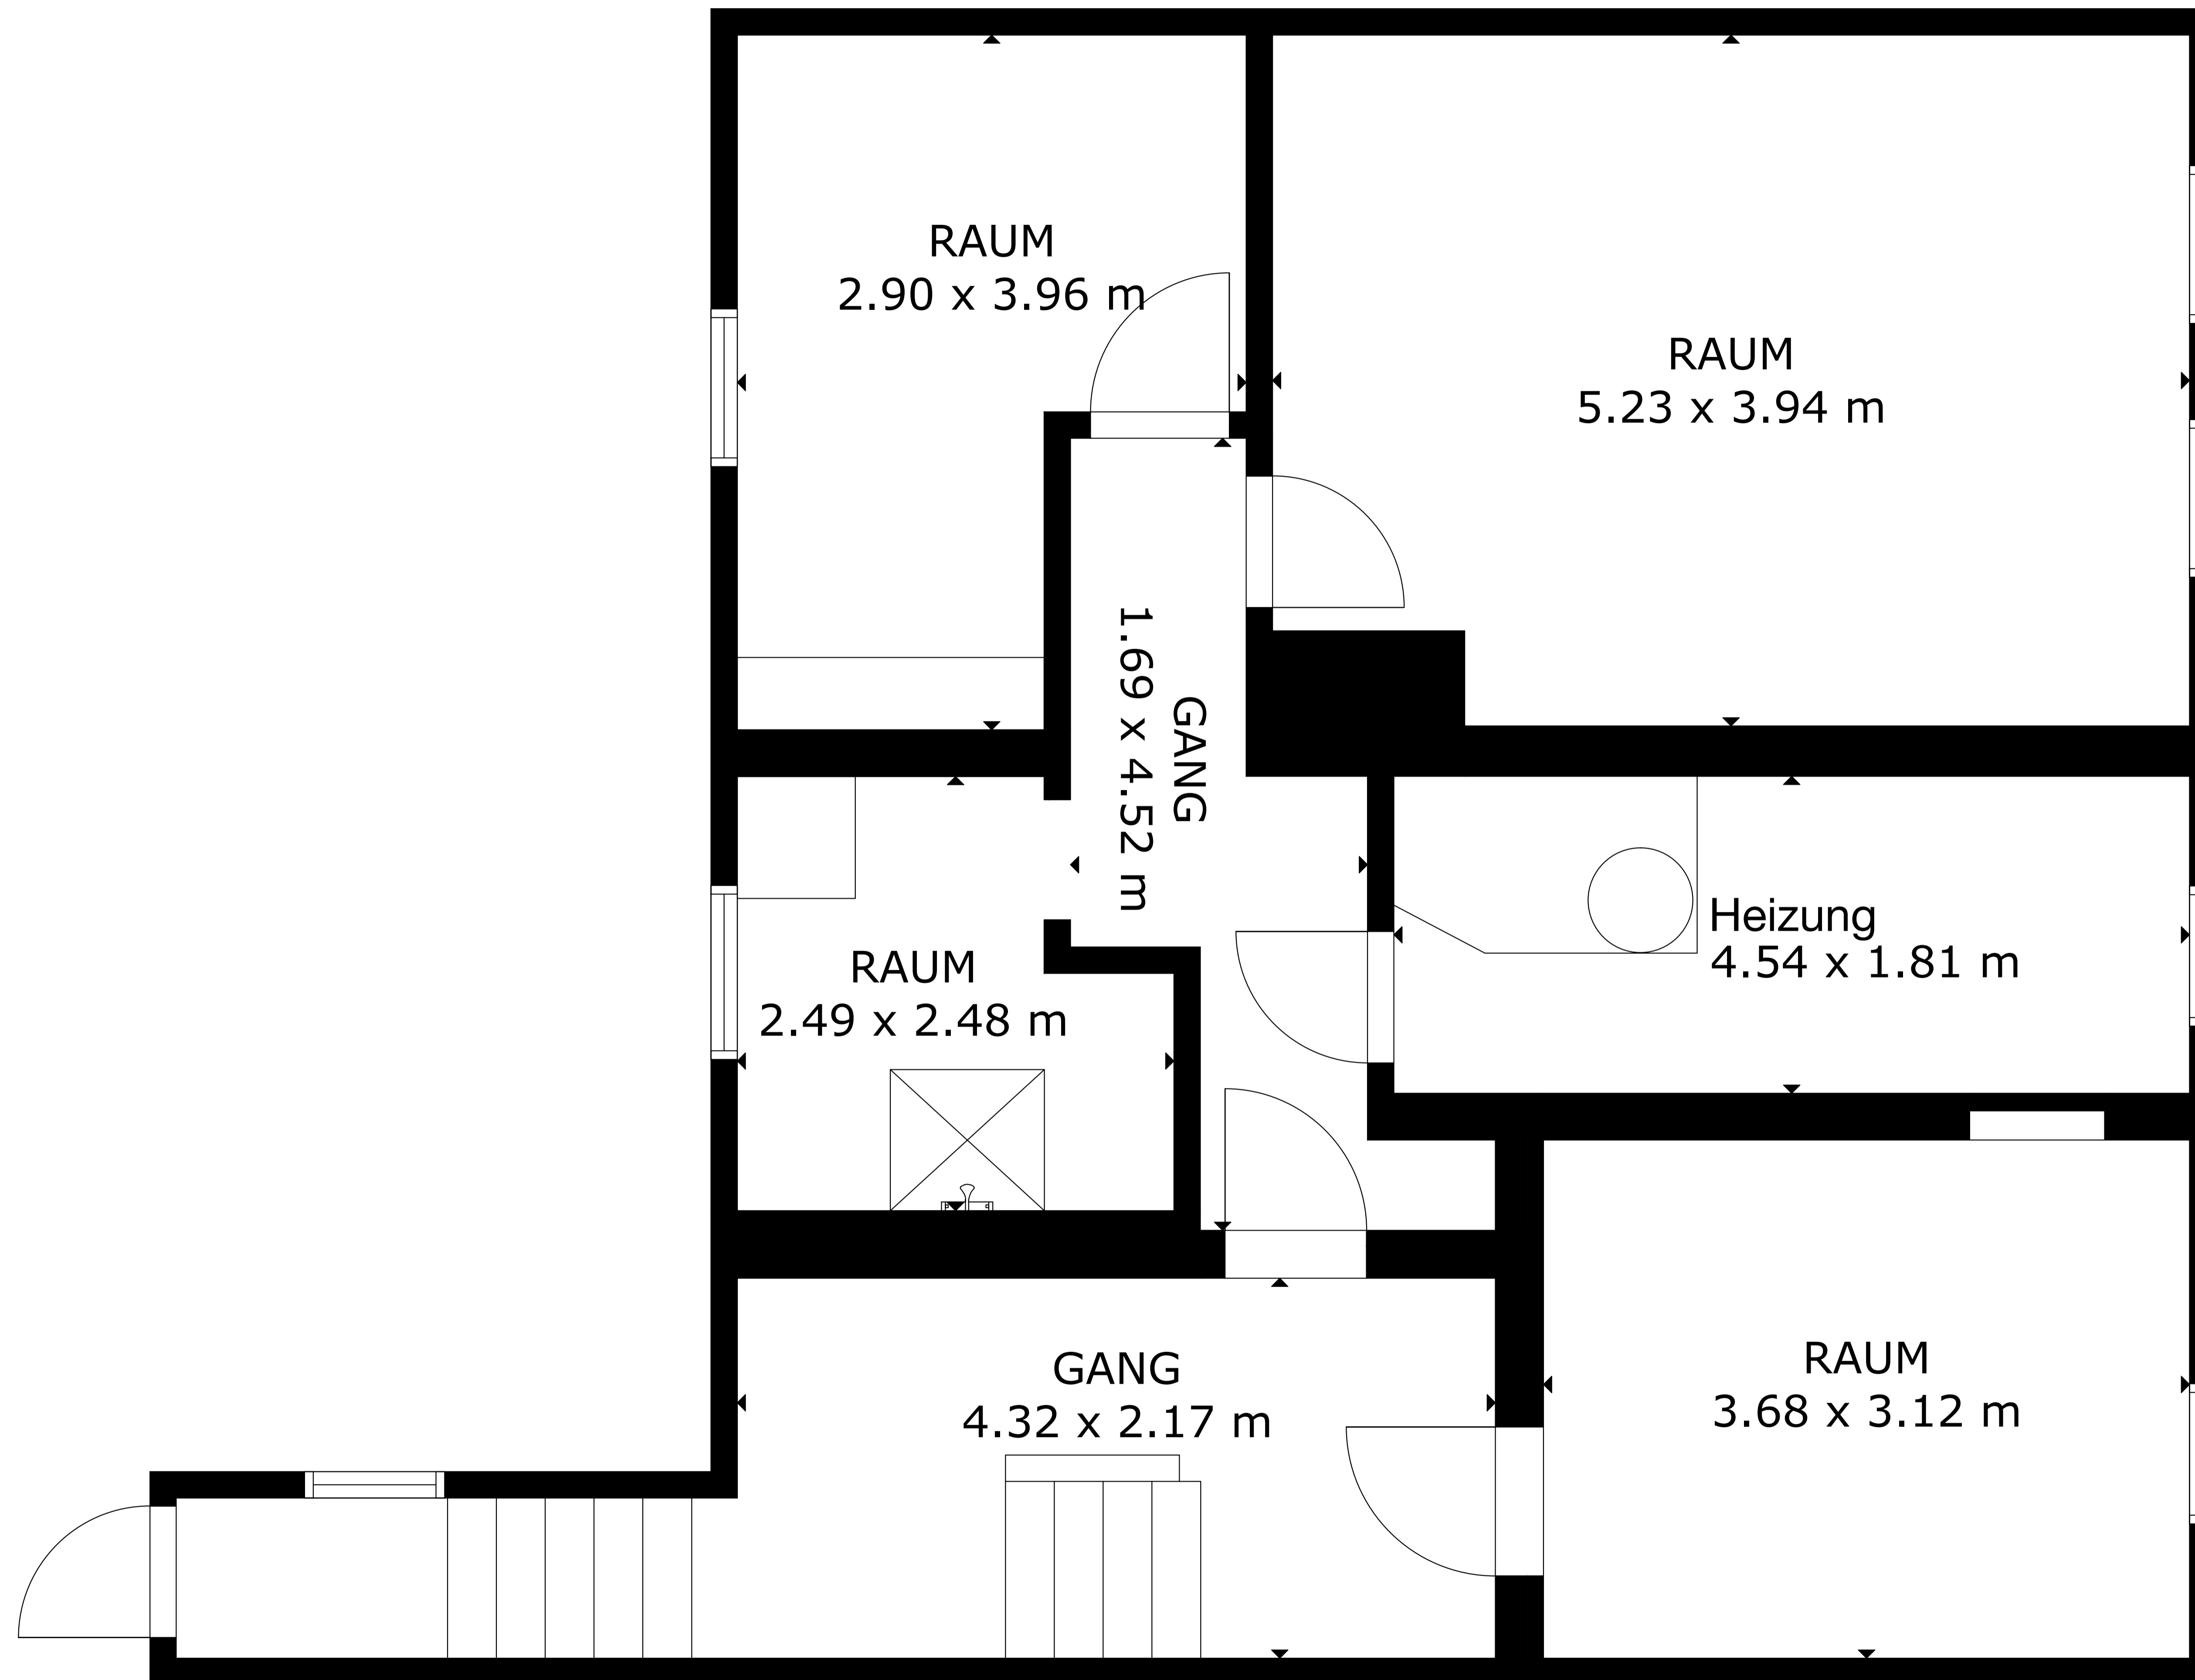 RAUM
2.90 x 3.96 m
RAUM
5.23 x 3.94 m
GANG
1.69 x 4.52 m
Heizung
4.54 x 1.81 m
RAUM
2.49 x 2.48 m
GANG
4.32 x 2.17 m
RAUM
3.68 x 3.12 m